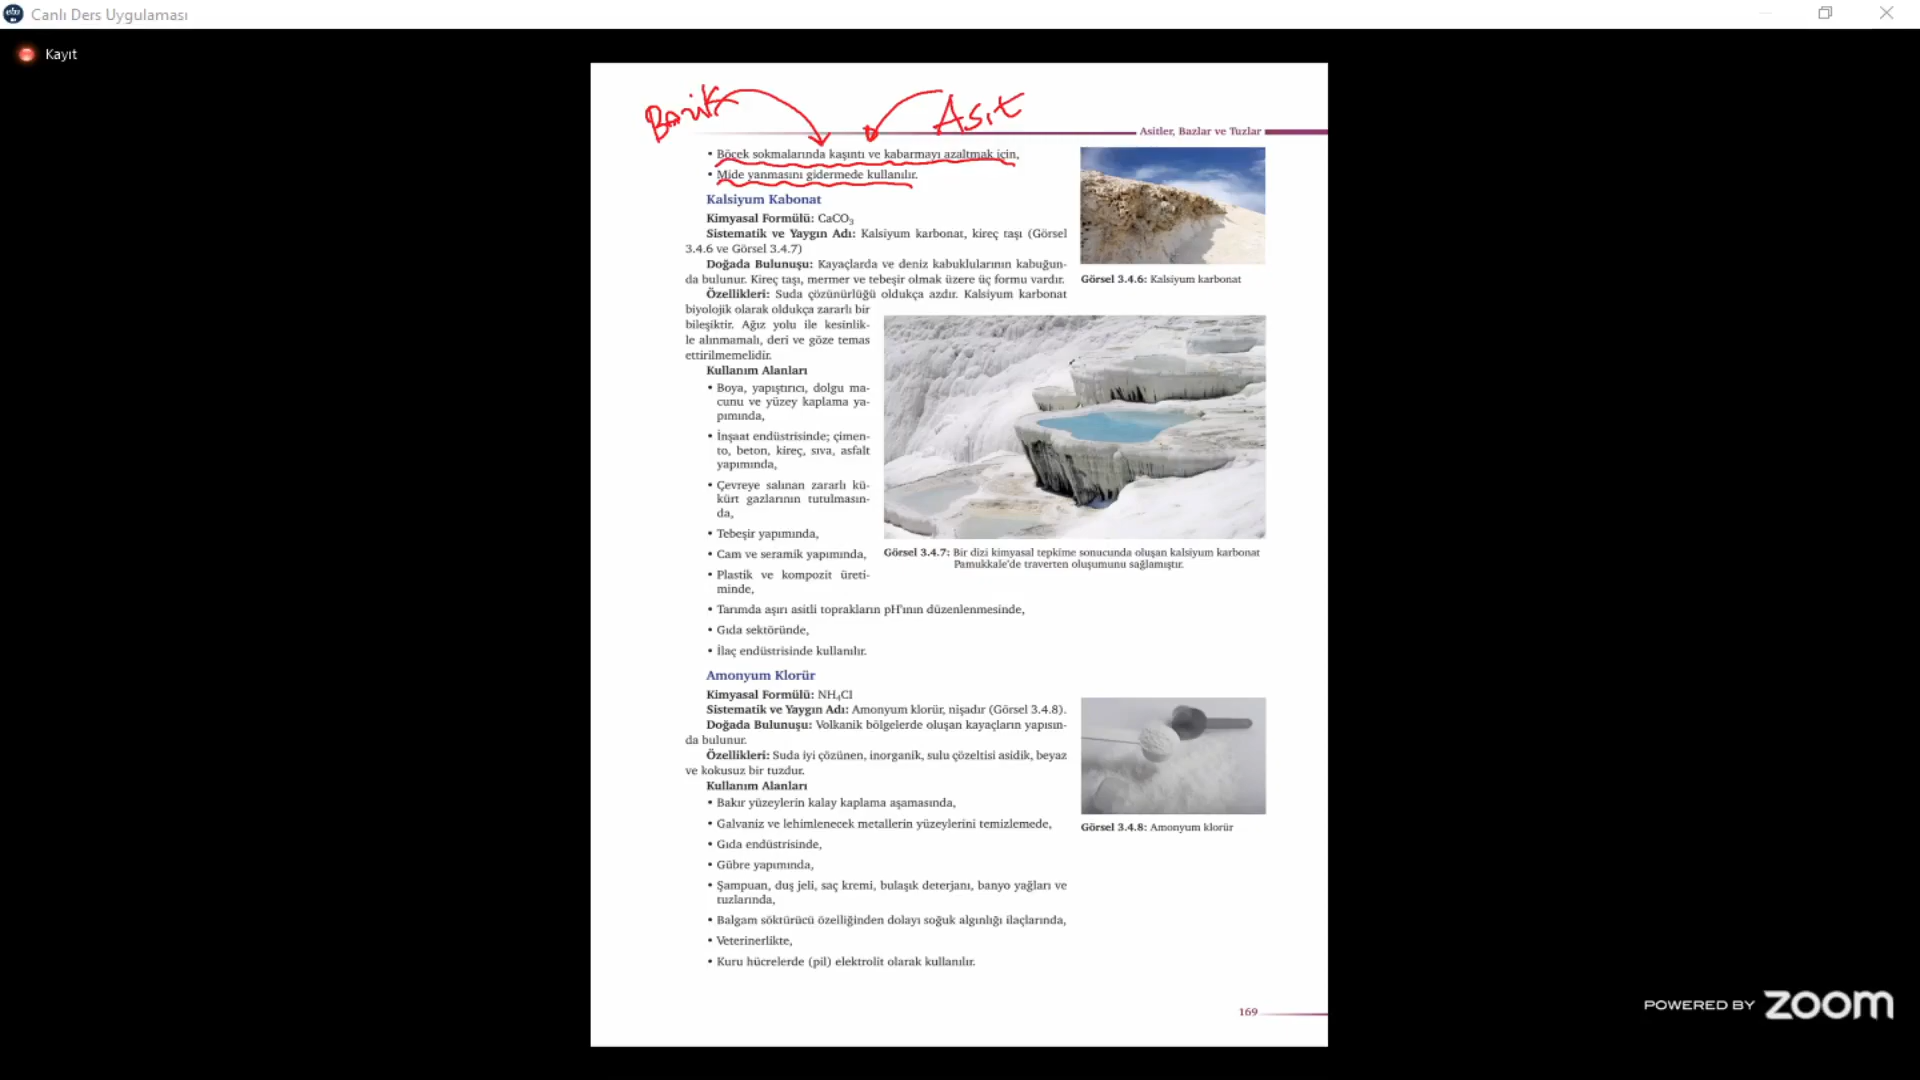 Canlı Ders Uygulaması
Kayıt
Bazik
Asit
Asitler, Bazlar ve Tuzlar
• Böcek sokmalarında kaşıntı ve kabarmayı azaltmak için,
• Mide yanmasını gidermede kullanılır.
Kalsiyum Kabonat
Kimyasal Formülü: CaCO₃
Sistematik ve Yaygın Adı: Kalsiyum karbonat, kireç taşı (Görsel
3.4.6 ve Görsel 3.4.7)
Doğada Bulunuşu: Kayaçlarda ve deniz kabuklularının kabuğun-
da bulunur. Kireç taşı, mermer ve tebeşir olmak üzere üç formu vardır.
Özellikleri: Suda çözünürlüğü oldukça azdır. Kalsiyum karbonat
biyolojik olarak oldukça zararlı bir
bileşiktir. Ağız yolu ile kesinlik-
le alınmamalı, deri ve göze temas
ettirilmemelidir.
Kullanım Alanları
• Boya, yapıştırıcı, dolgu ma-
cunu ve yüzey kaplama ya-
pımında,
• İnşaat endüstrisinde; çimen-
to, beton, kireç, sıva, asfalt
yapımında,
• Çevreye salınan zararlı kü-
kürt gazlarının tutulmasın-
da,
• Tebeşir yapımında,
• Cam ve seramik yapımında,
• Plastik ve kompozit üreti-
minde,
• Tarımda aşırı asitli toprakların pH'ının düzenlenmesinde,
• Gıda sektöründe,
• İlaç endüstrisinde kullanılır.
Görsel 3.4.6: Kalsiyum karbonat
Görsel 3.4.7: Bir dizi kimyasal tepkime sonucunda oluşan kalsiyum karbonat
Pamukkale'de traverten oluşumunu sağlamıştır.
Amonyum Klorür
Kimyasal Formülü: NH₄Cl
Sistematik ve Yaygın Adı: Amonyum klorür, nişadır (Görsel 3.4.8).
Doğada Bulunuşu: Volkanik bölgelerde oluşan kayaçların yapısın-
da bulunur.
Özellikleri: Suda iyi çözünen, inorganik, sulu çözeltisi asidik, beyaz
ve kokusuz bir tuzdur.
Kullanım Alanları
• Bakır yüzeylerin kalay kaplama aşamasında,
• Galvaniz ve lehimlenecek metallerin yüzeylerini temizlemede,
• Gıda endüstrisinde,
• Gübre yapımında,
• Şampuan, duş jeli, saç kremi, bulaşık deterjanı, banyo yağları ve
tuzlarında,
• Balgam söktürücü özelliğinden dolayı soğuk algınlığı ilaçlarında,
• Veterinerlikte,
• Kuru hücrelerde (pil) elektrolit olarak kullanılır.
Görsel 3.4.8: Amonyum klorür
169
POWERED BY ZOOM